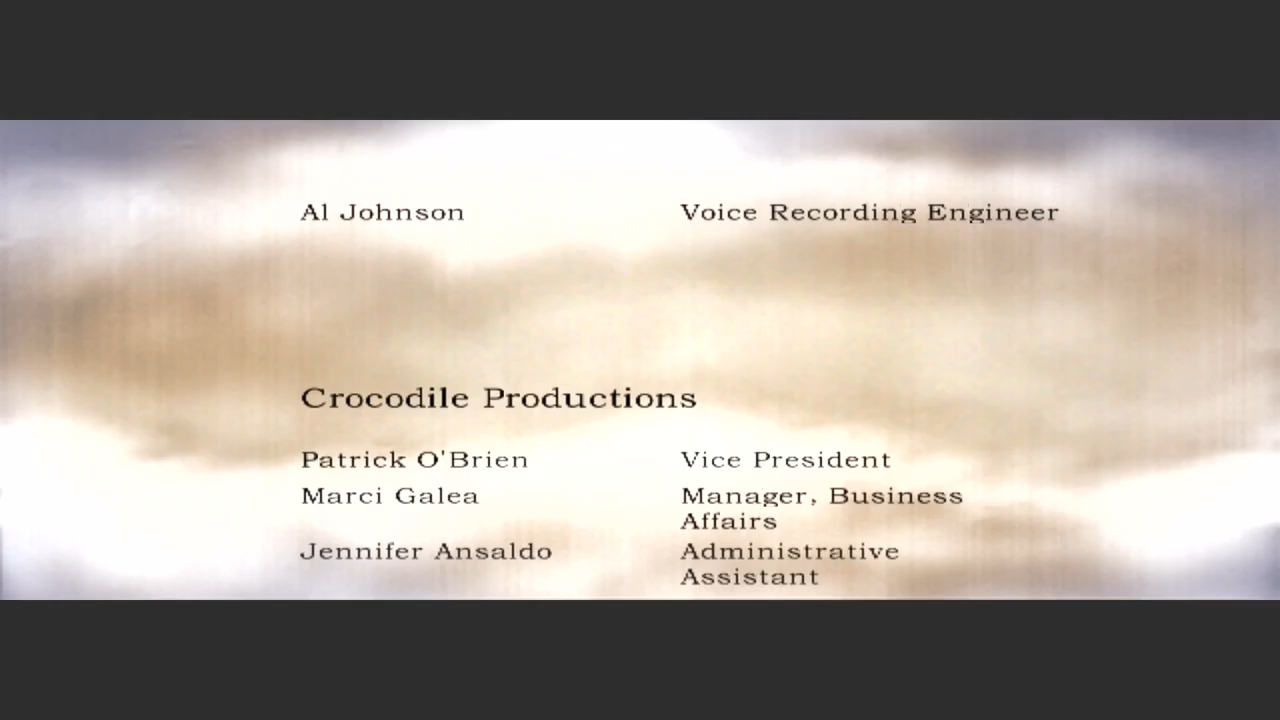 Al Johnson Voice Recording Engineer
Crocodile Productions
Patrick O'Brien Vice President
Marci Galea Manager, Business
Affairs
Jennifer Ansaldo Administrative
Assistant